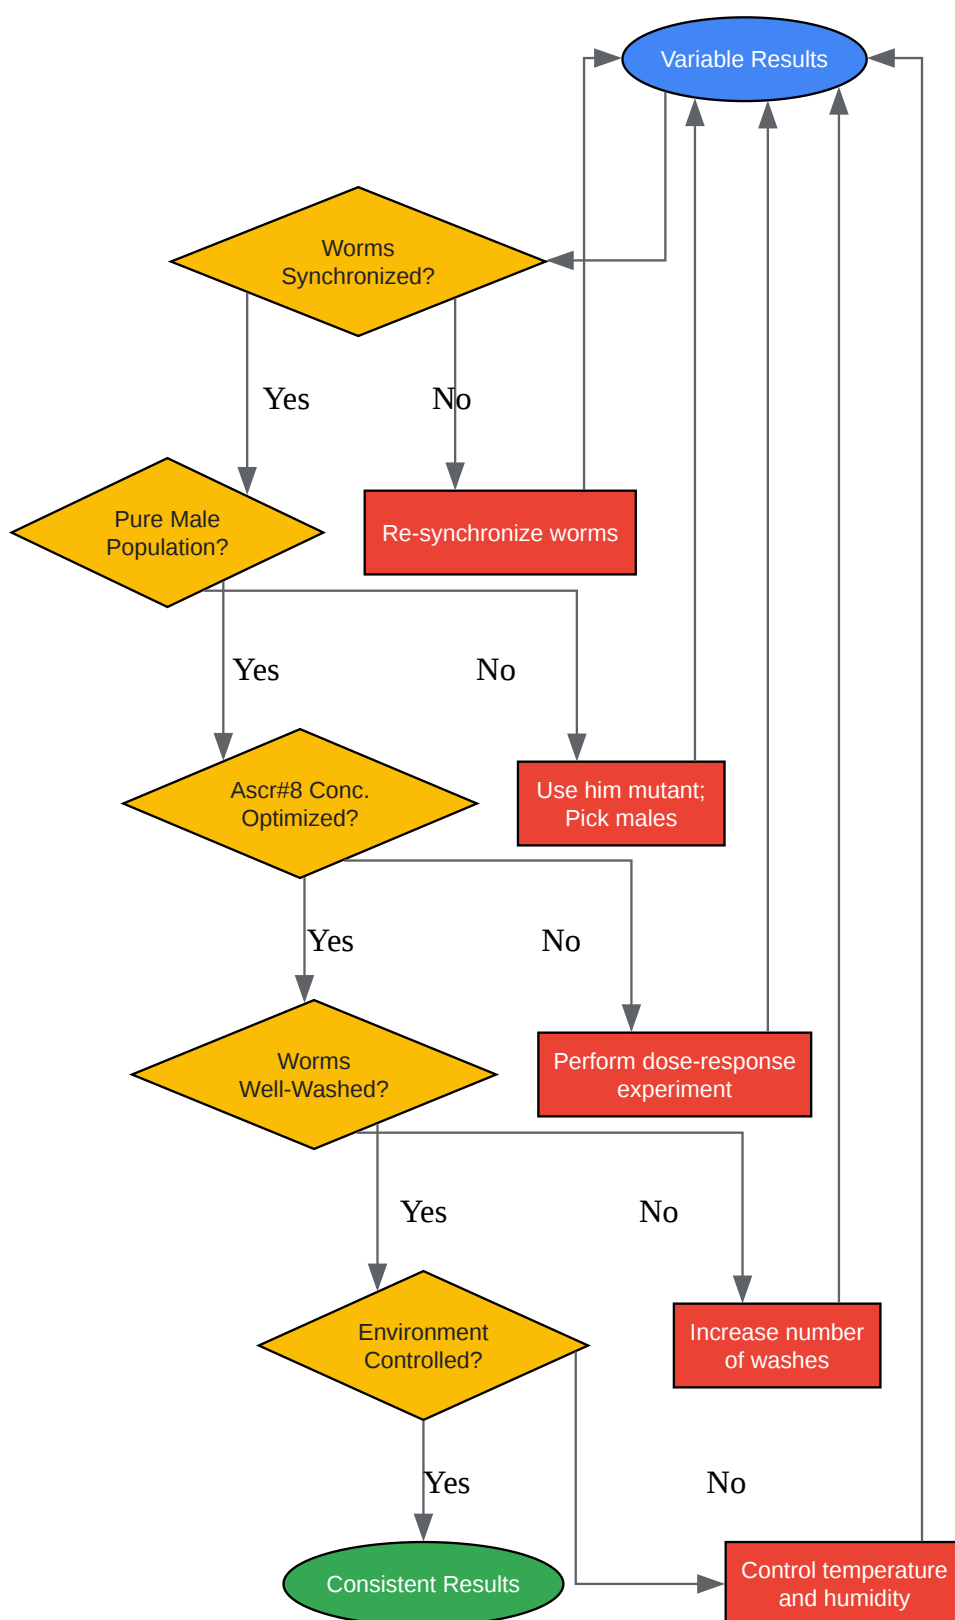 Variable Results
Worms
Synchronized?
Yes
No
Pure Male
Population?
Re-synchronize worms
Yes
No
Ascr#8 Conc.
Optimized?
Use him mutant;
Pick males
Yes
No
Worms
Well-Washed?
Perform dose-response
experiment
Yes
No
Environment
Controlled?
Increase number
of washes
Yes
No
Consistent Results
Control temperature
and humidity